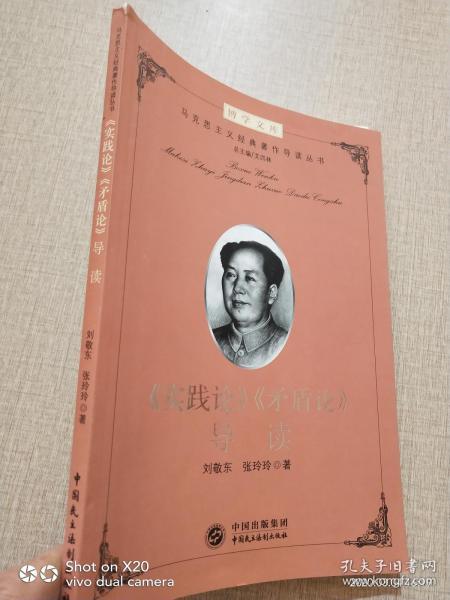 马克思主义经典著作导读丛书
《实践论》《矛盾论》导 读
刘敬东 张玲玲◎著
中国民主法制
博学文库
马克思主义经典著作导读丛书
总主编/艾四林
Boxue Wenku
Makesi Zhuyi Jingdian Zhuzuo Daodu Congshu
《实践论》《矛盾论》
导 读
刘敬东 张玲玲◎著
中国出版集团
中国民主法制出版社
Shot on X20
vivo dual camera
孔夫子旧书网